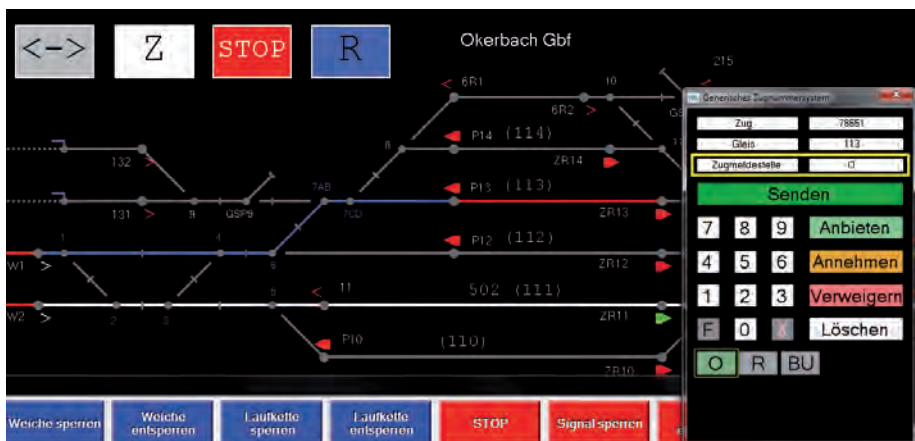 <-> Z STOP R
Okerbach Gbf
215
6R1
10
6R2
8
P14 (114)
ZR14
132
131
9
GSP9
7AB
7CD
P13 (113)
ZR13
P12 (112)
ZR12
1
4
6
W1
W2
2
3
5
11
502 (111)
ZR11
P10
(110)
ZR10
Weiche sperren
Weiche entsperren
Laufkette sperren
Laufkette entsperren
STOP
Signal sperren
Generisches Zugnummersystem
Zug 78651
Gleis 113
Zugmeldestelle
Senden
7 8 9 Anbieten
4 5 6 Annehmen
1 2 3 Verweigern
F 0 X Löschen
O R BU